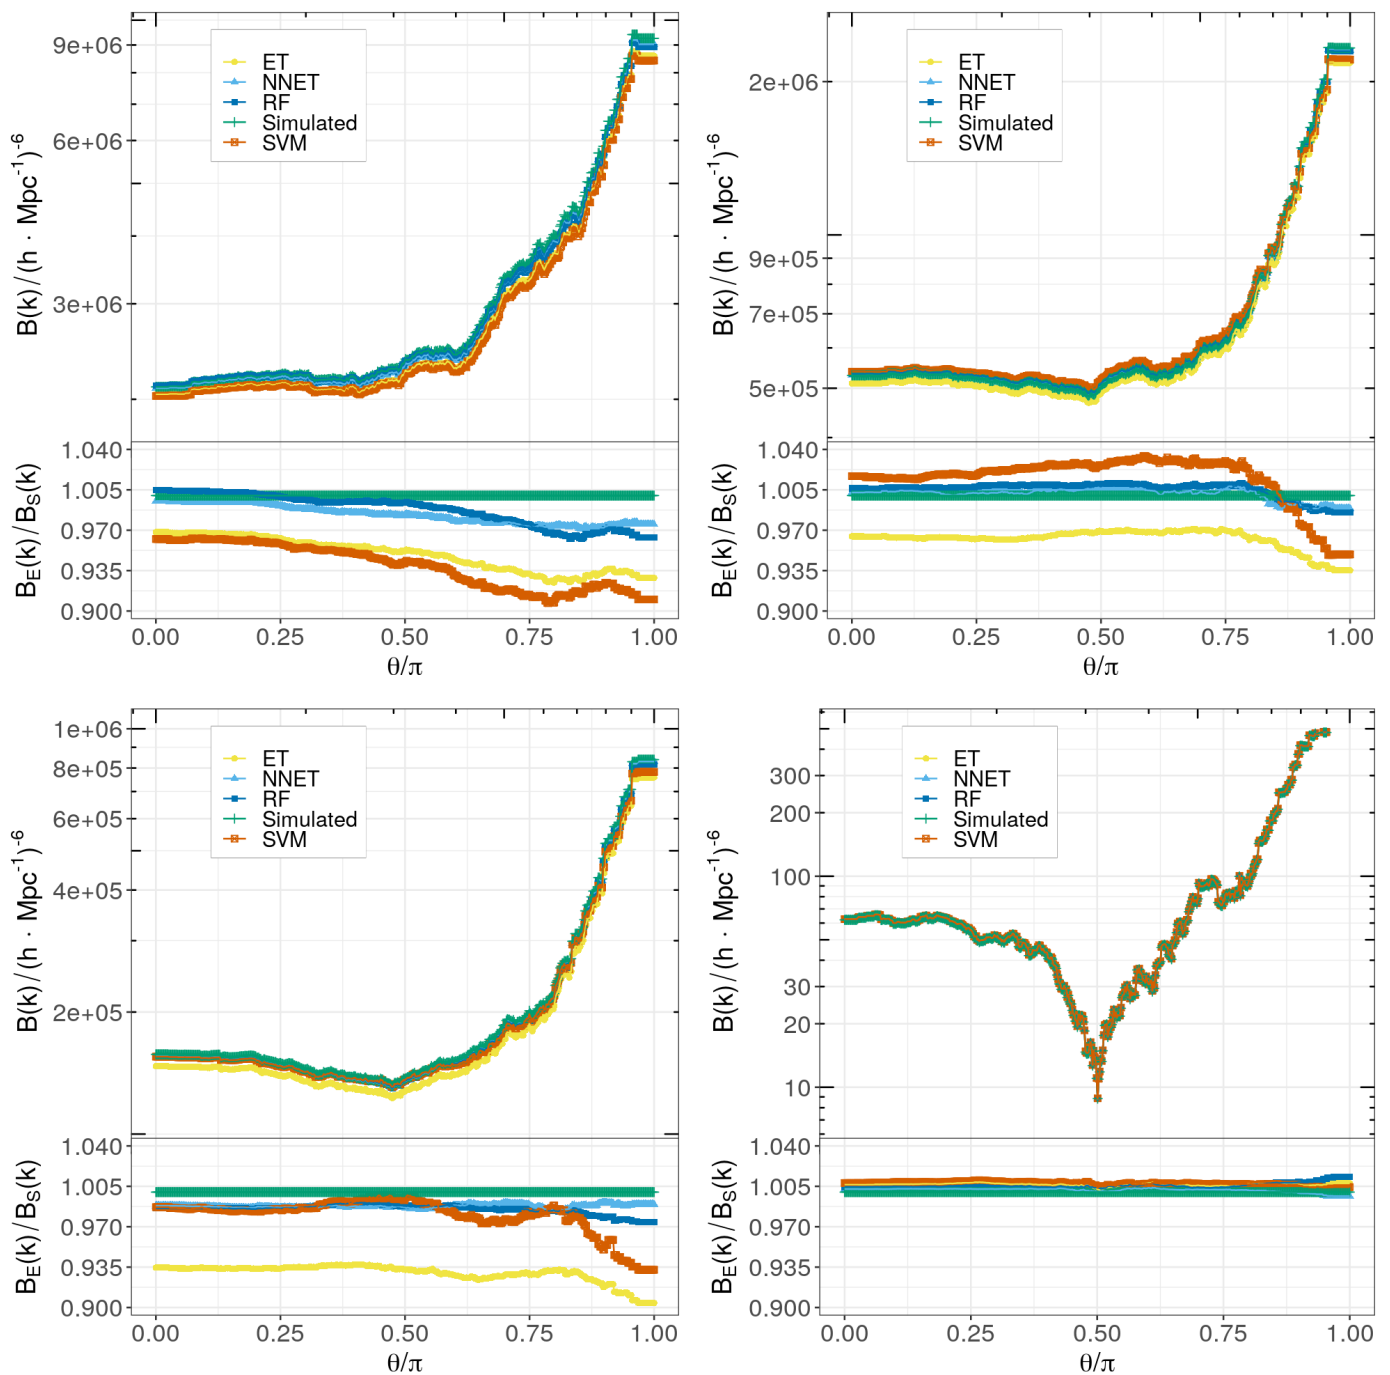 9e+06
6e+06
3e+06
B(k)/(h · Mpc⁻¹)⁻⁶
ET
NNET
RF
Simulated
SVM
1.040
1.005
0.970
0.935
0.900
B_E(k)/B_S(k)
0.00 0.25 0.50 0.75 1.00
θ/π
2e+06
9e+05
7e+05
5e+05
B(k)/(h · Mpc⁻¹)⁻⁶
ET
NNET
RF
Simulated
SVM
1.040
1.005
0.970
0.935
0.900
B_E(k)/B_S(k)
0.00 0.25 0.50 0.75 1.00
θ/π
1e+06
8e+05
6e+05
4e+05
2e+05
B(k)/(h · Mpc⁻¹)⁻⁶
ET
NNET
RF
Simulated
SVM
1.040
1.005
0.970
0.935
0.900
B_E(k)/B_S(k)
0.00 0.25 0.50 0.75 1.00
θ/π
300
200
100
30
20
10
B(k)/(h · Mpc⁻¹)⁻⁶
ET
NNET
RF
Simulated
SVM
1.040
1.005
0.970
0.935
0.900
B_E(k)/B_S(k)
0.00 0.25 0.50 0.75 1.00
θ/π